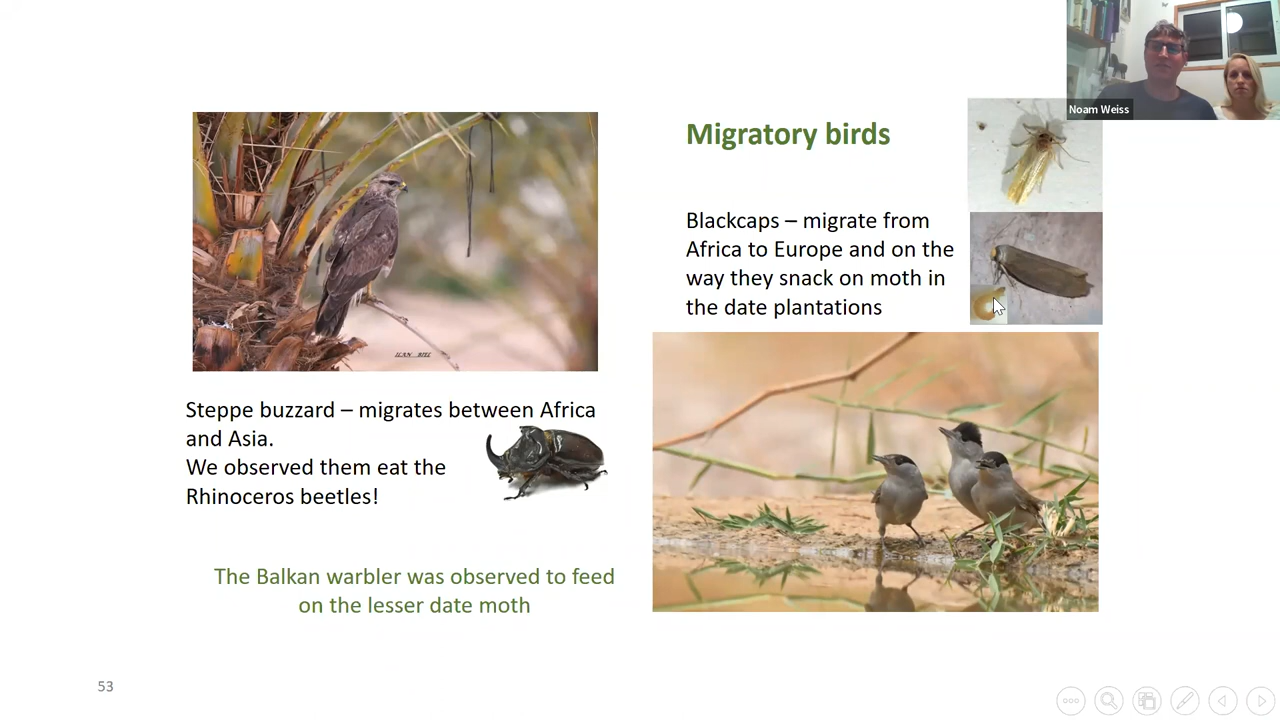 Noam Weiss
Migratory birds
Blackcaps – migrate from
Africa to Europe and on the
way they snack on moth in
the date plantations
ILAN BIEL
Steppe buzzard – migrates between Africa
and Asia.
We observed them eat the
Rhinoceros beetles!
The Balkan warbler was observed to feed
on the lesser date moth
53